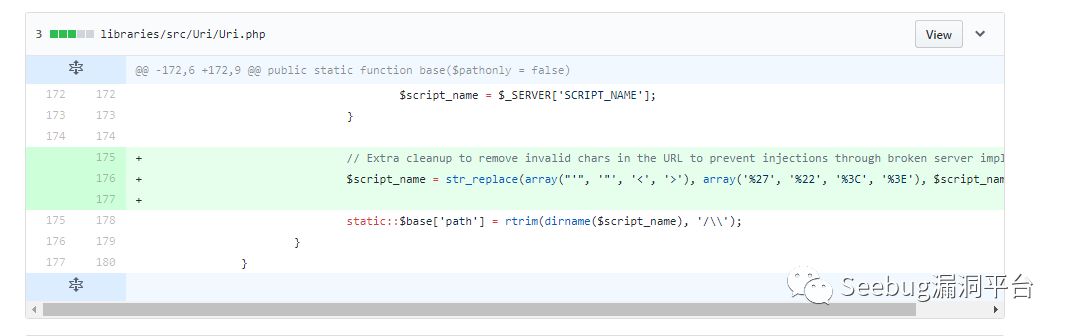 3 libraries/src/Uri/Uri.php View
@@ -172,6 +172,9 @@ public static function base($pathonly = false)
172 172 $script_name = $_SERVER['SCRIPT_NAME'];
173 173 }
174 174
175 + // Extra cleanup to remove invalid chars in the URL to prevent injections through broken server impl
176 + $script_name = str_replace(array("'", '"', '<', '>'), array('%27', '%22', '%3C', '%3E'), $script_nam
177 +
175 178 static::$base['path'] = rtrim(dirname($script_name), '/\\');
176 179 }
177 180 }
Seebug漏洞平台